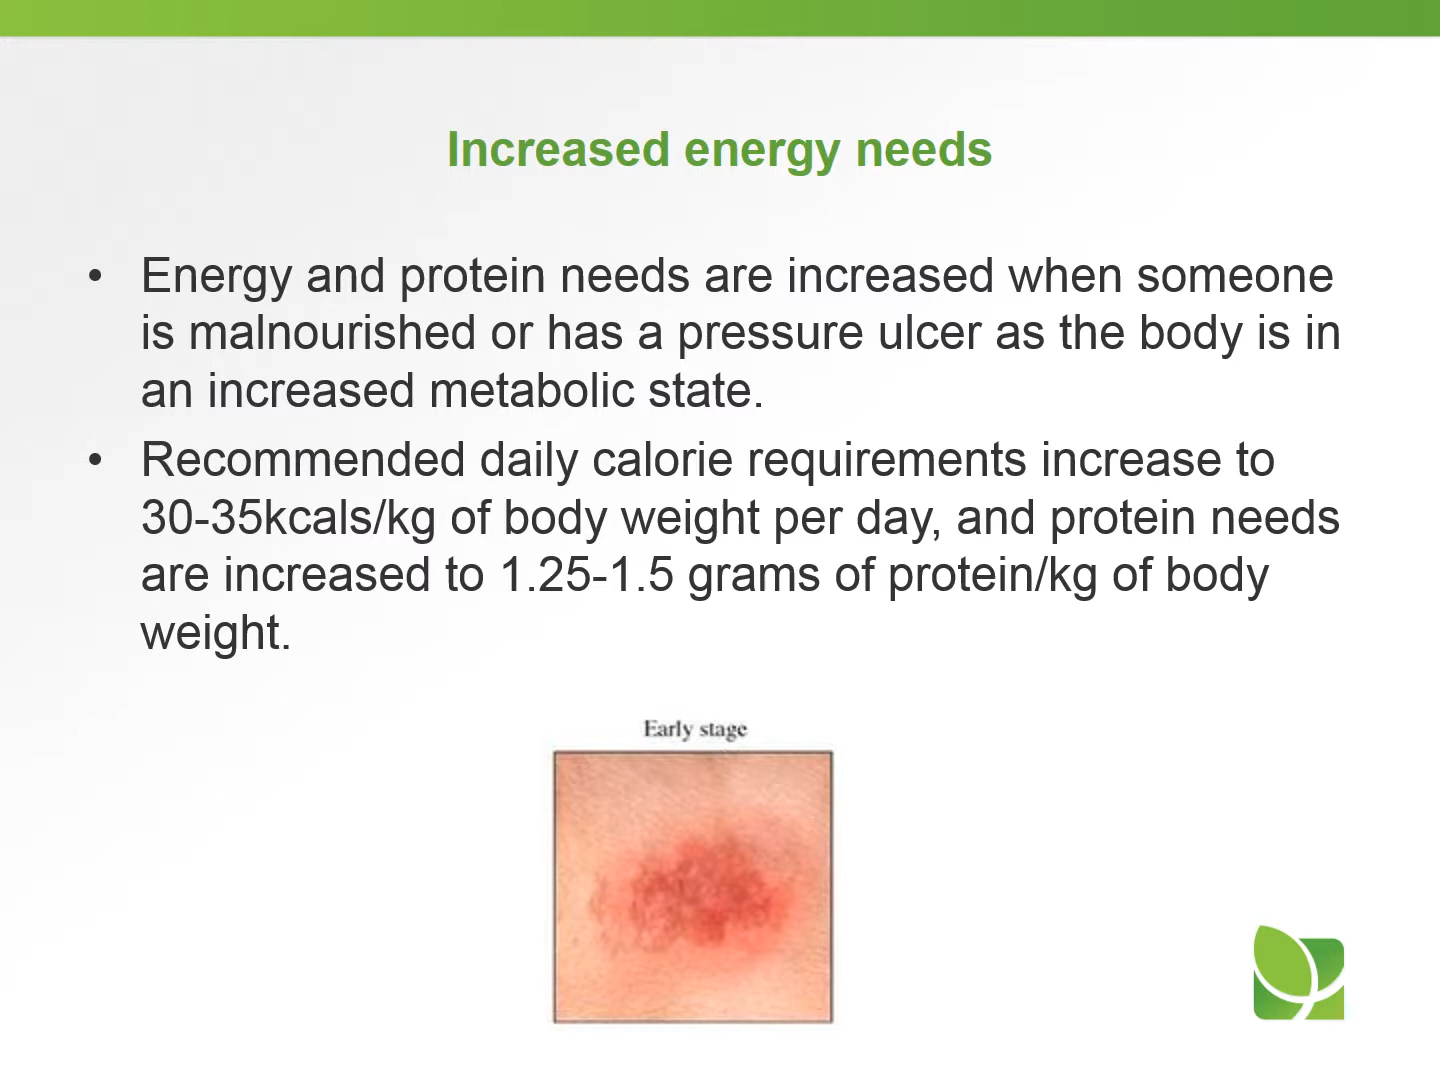 Increased energy needs
• Energy and protein needs are increased when someone
is malnourished or has a pressure ulcer as the body is in
an increased metabolic state.
• Recommended daily calorie requirements increase to
30-35kcals/kg of body weight per day, and protein needs
are increased to 1.25-1.5 grams of protein/kg of body
weight.
Early stage